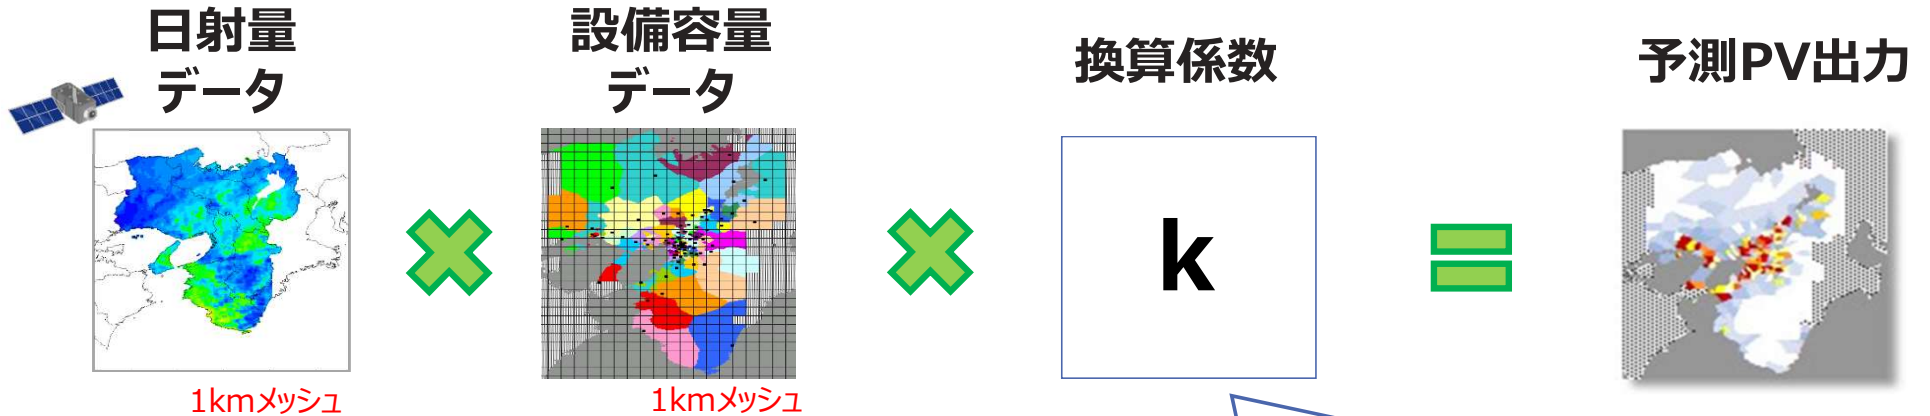 日射量
データ
設備容量
データ
換算係数
予測PV出力
k
1kmメッシュ
1kmメッシュ